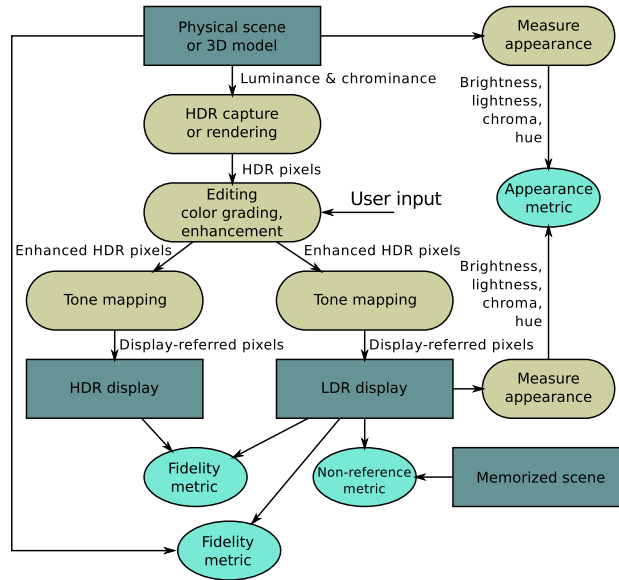 Physical scene
or 3D model
Measure
appearance
Luminance & chrominance
Brightness,
lightness,
chroma,
hue
HDR capture
or rendering
HDR pixels
Editing
color grading,
enhancement
User input
Appearance
metric
Enhanced HDR pixels
Enhanced HDR pixels
Brightness,
lightness,
chroma,
hue
Tone mapping
Tone mapping
Display-referred pixels
Display-referred pixels
HDR display
LDR display
Measure
appearance
Fidelity
metric
Non-reference
metric
Memorized scene
Fidelity
metric